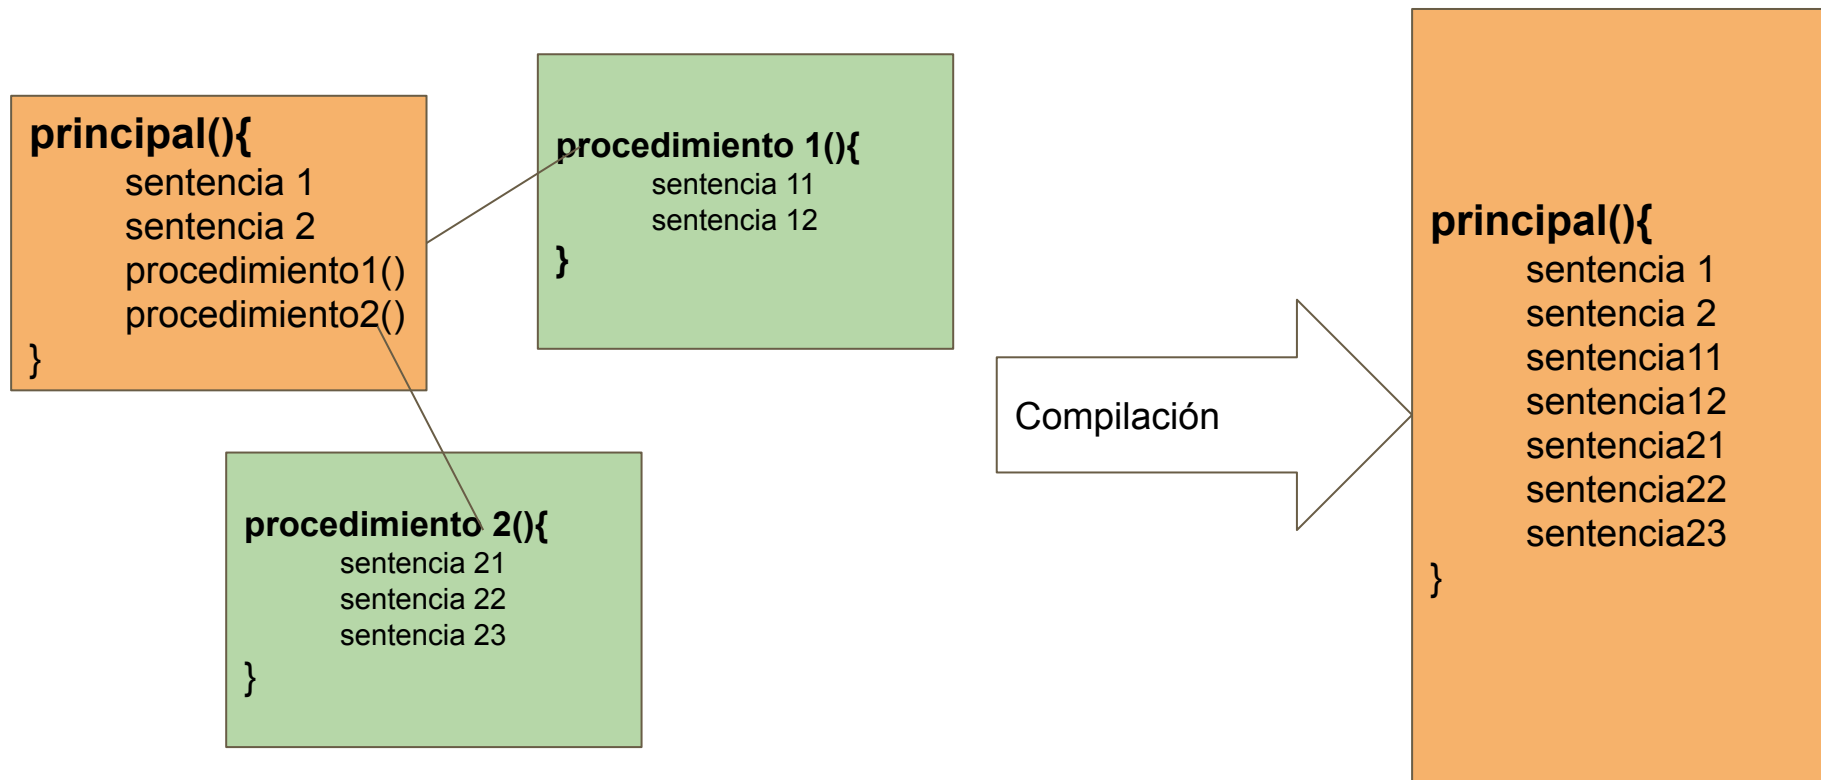 principal(){
sentencia 1
sentencia 2
procedimiento1()
procedimiento2()
}
procedimiento 1(){
sentencia 11
sentencia 12
}
procedimiento 2(){
sentencia 21
sentencia 22
sentencia 23
}
Compilación
principal(){
sentencia 1
sentencia 2
sentencia11
sentencia12
sentencia21
sentencia22
sentencia23
}